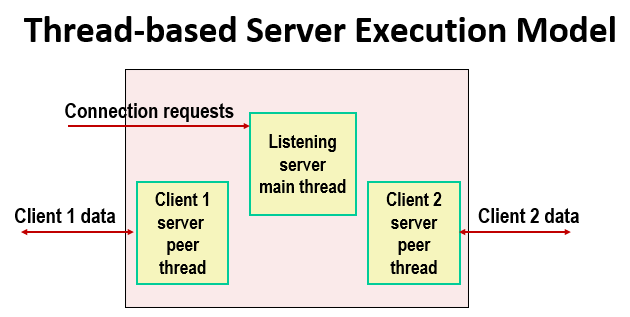 Thread-based Server Execution Model
Connection requests
Listening
server
main thread
Client 1
server
peer
thread
Client 2
server
peer
thread
Client 1 data
Client 2 data